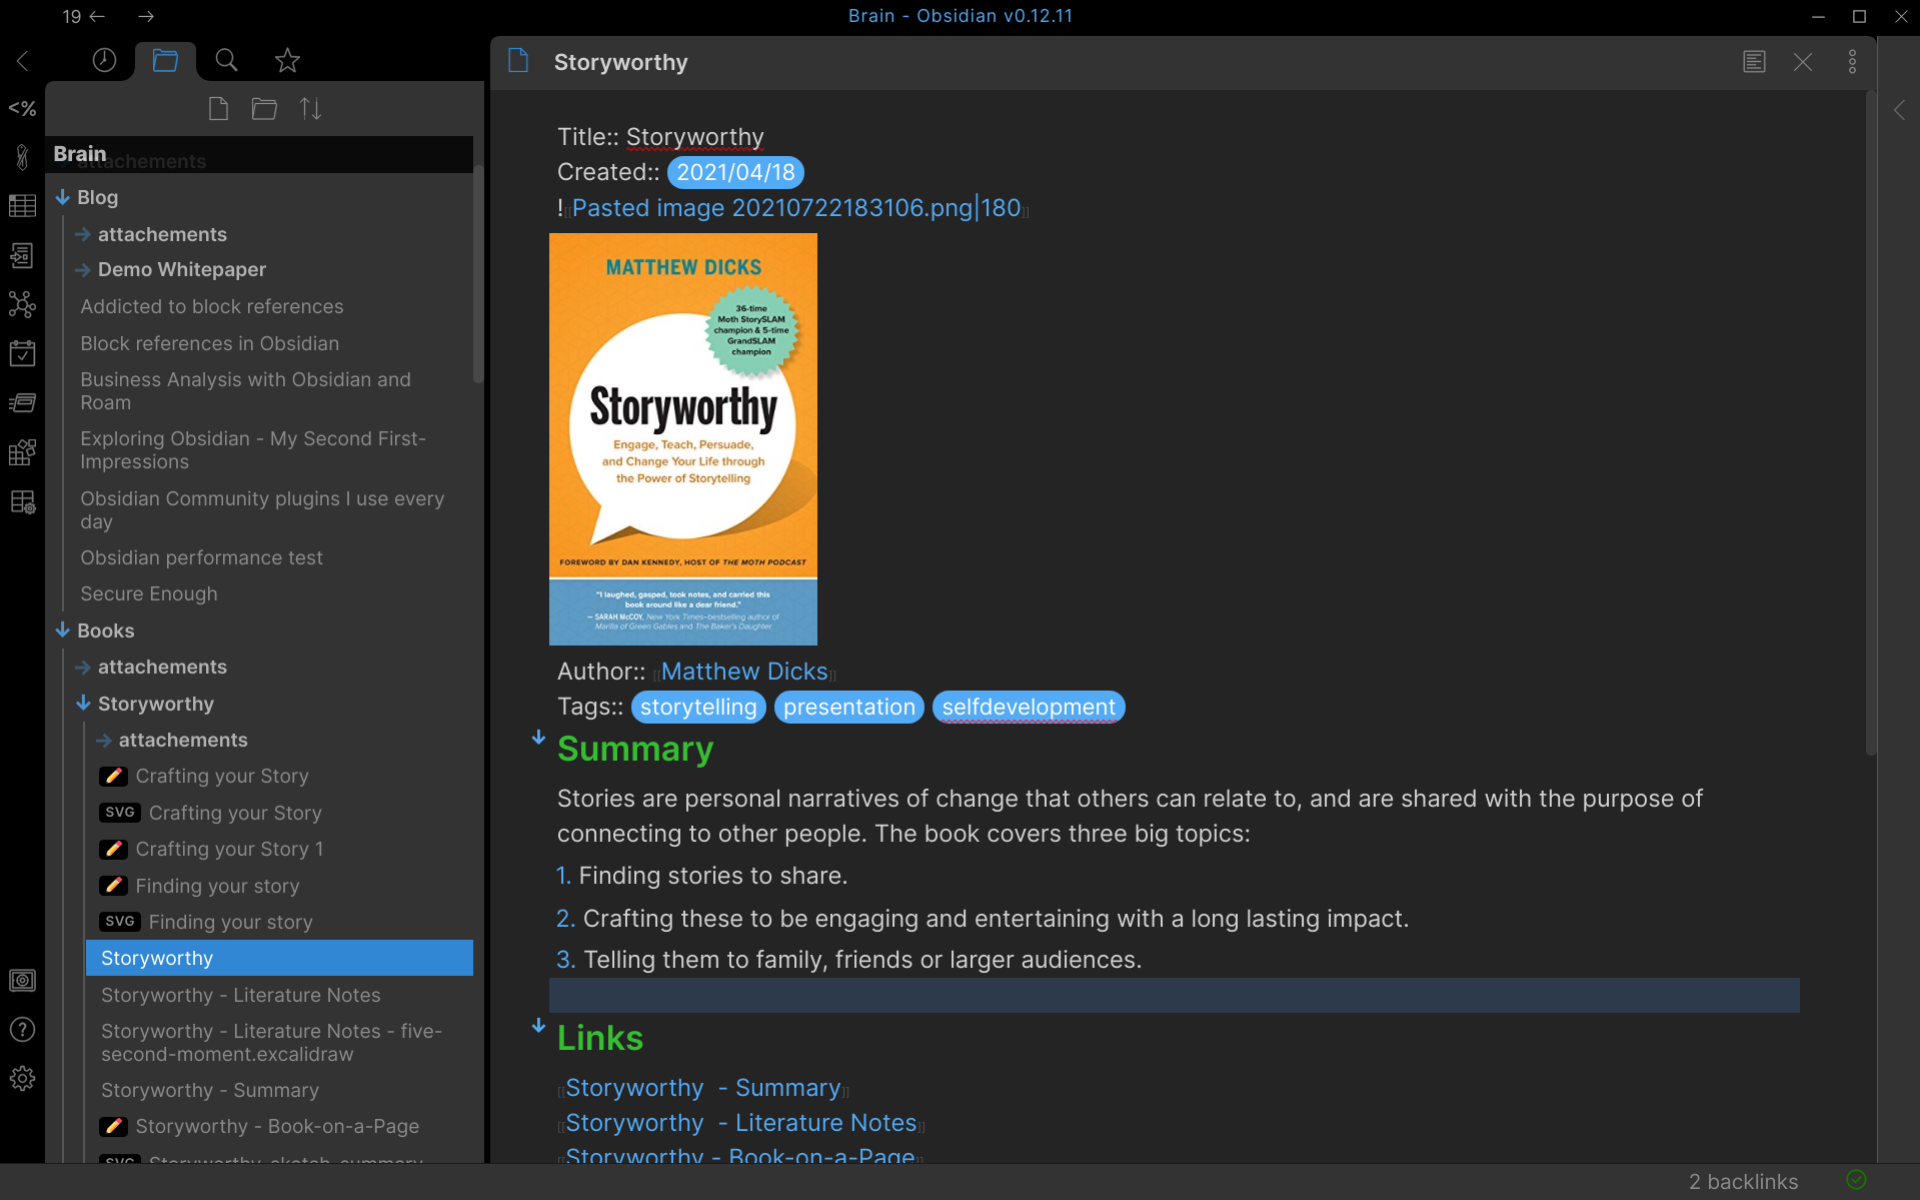 19
Brain - Obsidian v0.12.11
<%
Brain
attachements
Blog
attachements
Demo Whitepaper
Addicted to block references
Block references in Obsidian
Business Analysis with Obsidian and
Roam
Exploring Obsidian - My Second First-
Impressions
Obsidian Community plugins I use every
day
Obsidian performance test
Secure Enough
Books
attachements
Storyworthy
attachements
Crafting your Story
SVG Crafting your Story
Crafting your Story 1
Finding your story
SVG Finding your story
Storyworthy
Storyworthy - Literature Notes
Storyworthy - Literature Notes - five-
second-moment.excalidraw
Storyworthy - Summary
Storyworthy - Book-on-a-Page
SVG Storyworthy-sketch-summary
Storyworthy
Title:: Storyworthy
Created:: 2021/04/18
![[Pasted image 20210722183106.png|180]]
MATTHEW DICKS
36-time
Moth StorySLAM
champion & 5-time
GrandSLAM
champion
Storyworthy
Engage, Teach, Persuade,
and Change Your Life through
the Power of Storytelling
FOREWORD BY DAN KENNEDY, HOST OF THE MOTH PODCAST
"I laughed, gasped, took notes, and carried this
book around like a dear friend."
— SARAH McCOY, New York Times–bestselling author of
Marilla of Green Gables and The Baker's Daughter
Author:: [[Matthew Dicks]]
Tags:: storytelling presentation selfdevelopment
Summary
Stories are personal narratives of change that others can relate to, and are shared with the purpose of
connecting to other people. The book covers three big topics:
1. Finding stories to share.
2. Crafting these to be engaging and entertaining with a long lasting impact.
3. Telling them to family, friends or larger audiences.
Links
[[Storyworthy - Summary]]
[[Storyworthy - Literature Notes]]
[[Storyworthy - Book-on-a-Page]]
2 backlinks